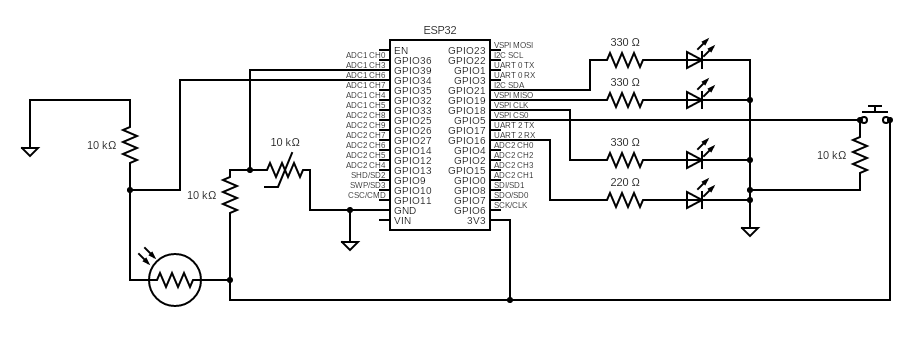 ESP32
VSPI MOSI
330 Ω
ADC1 CH0 EN GPIO23 I2C SCL
ADC1 CH3 GPIO36 GPIO22 UART 0 TX
ADC1 CH6 GPIO39 GPIO1 UART 0 RX
ADC1 CH7 GPIO34 GPIO3 I2C SDA
330 Ω
ADC1 CH4 GPIO35 GPIO21 VSPI MISO
ADC1 CH5 GPIO32 GPIO19 VSPI CLK
ADC2 CH8 GPIO33 GPIO18 VSPI CS0
ADC2 CH9 GPIO25 GPIO5 UART 2 TX
ADC2 CH7 GPIO26 GPIO17 UART 2 RX
10 kΩ
10 kΩ
ADC2 CH6 GPIO27 GPIO16 ADC2 CH0
330 Ω
ADC2 CH5 GPIO14 GPIO4 ADC2 CH2
10 kΩ
ADC2 CH4 GPIO12 GPIO2 ADC2 CH3
SHD/SD2 GPIO13 GPIO15 ADC2 CH1
220 Ω
SWP/SD3 GPIO9 GPIO0 SDI/SD1
10 kΩ
CSC/CMD GPIO10 GPIO8 SDO/SD0
GPIO11 GPIO7 SCK/CLK
GND GPIO6
VIN 3V3